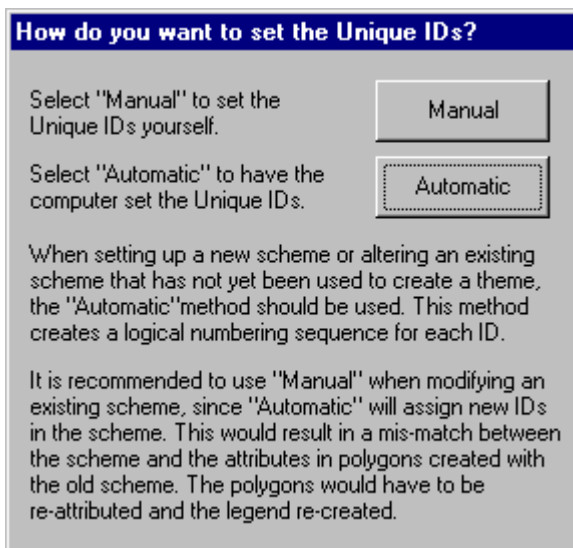 How do you want to set the Unique IDs?
Select "Manual" to set the
Unique IDs yourself.
Manual
Select "Automatic" to have the
computer set the Unique IDs.
Automatic
When setting up a new scheme or altering an existing
scheme that has not yet been used to create a theme,
the "Automatic"method should be used. This method
creates a logical numbering sequence for each ID.
It is recommended to use "Manual" when modifying an
existing scheme, since "Automatic" will assign new IDs
in the scheme. This would result in a mis-match between
the scheme and the attributes in polygons created with
the old scheme. The polygons would have to be
re-attributed and the legend re-created.